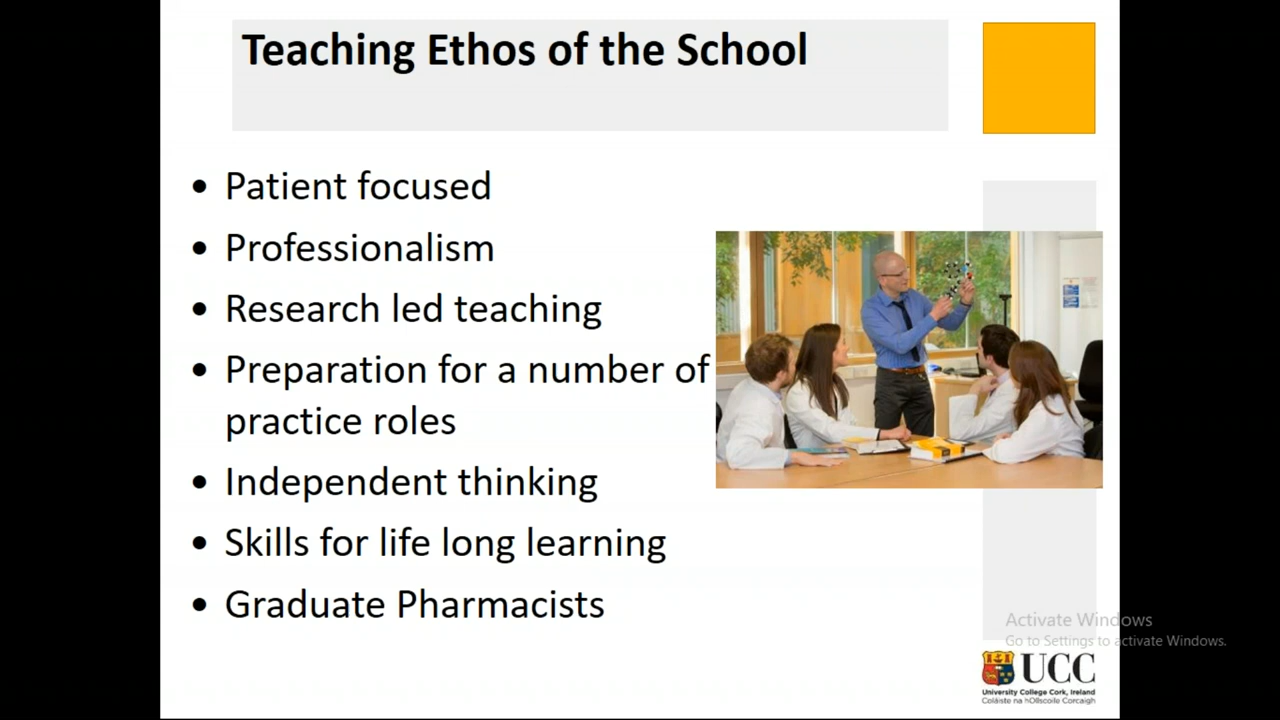 Teaching Ethos of the School
• Patient focused
• Professionalism
• Research led teaching
• Preparation for a number of
practice roles
• Independent thinking
• Skills for life long learning
• Graduate Pharmacists
Activate Windows
Go to Settings to activate Windows.
UCC
University College Cork, Ireland
Coláiste na hOllscoile Corcaigh